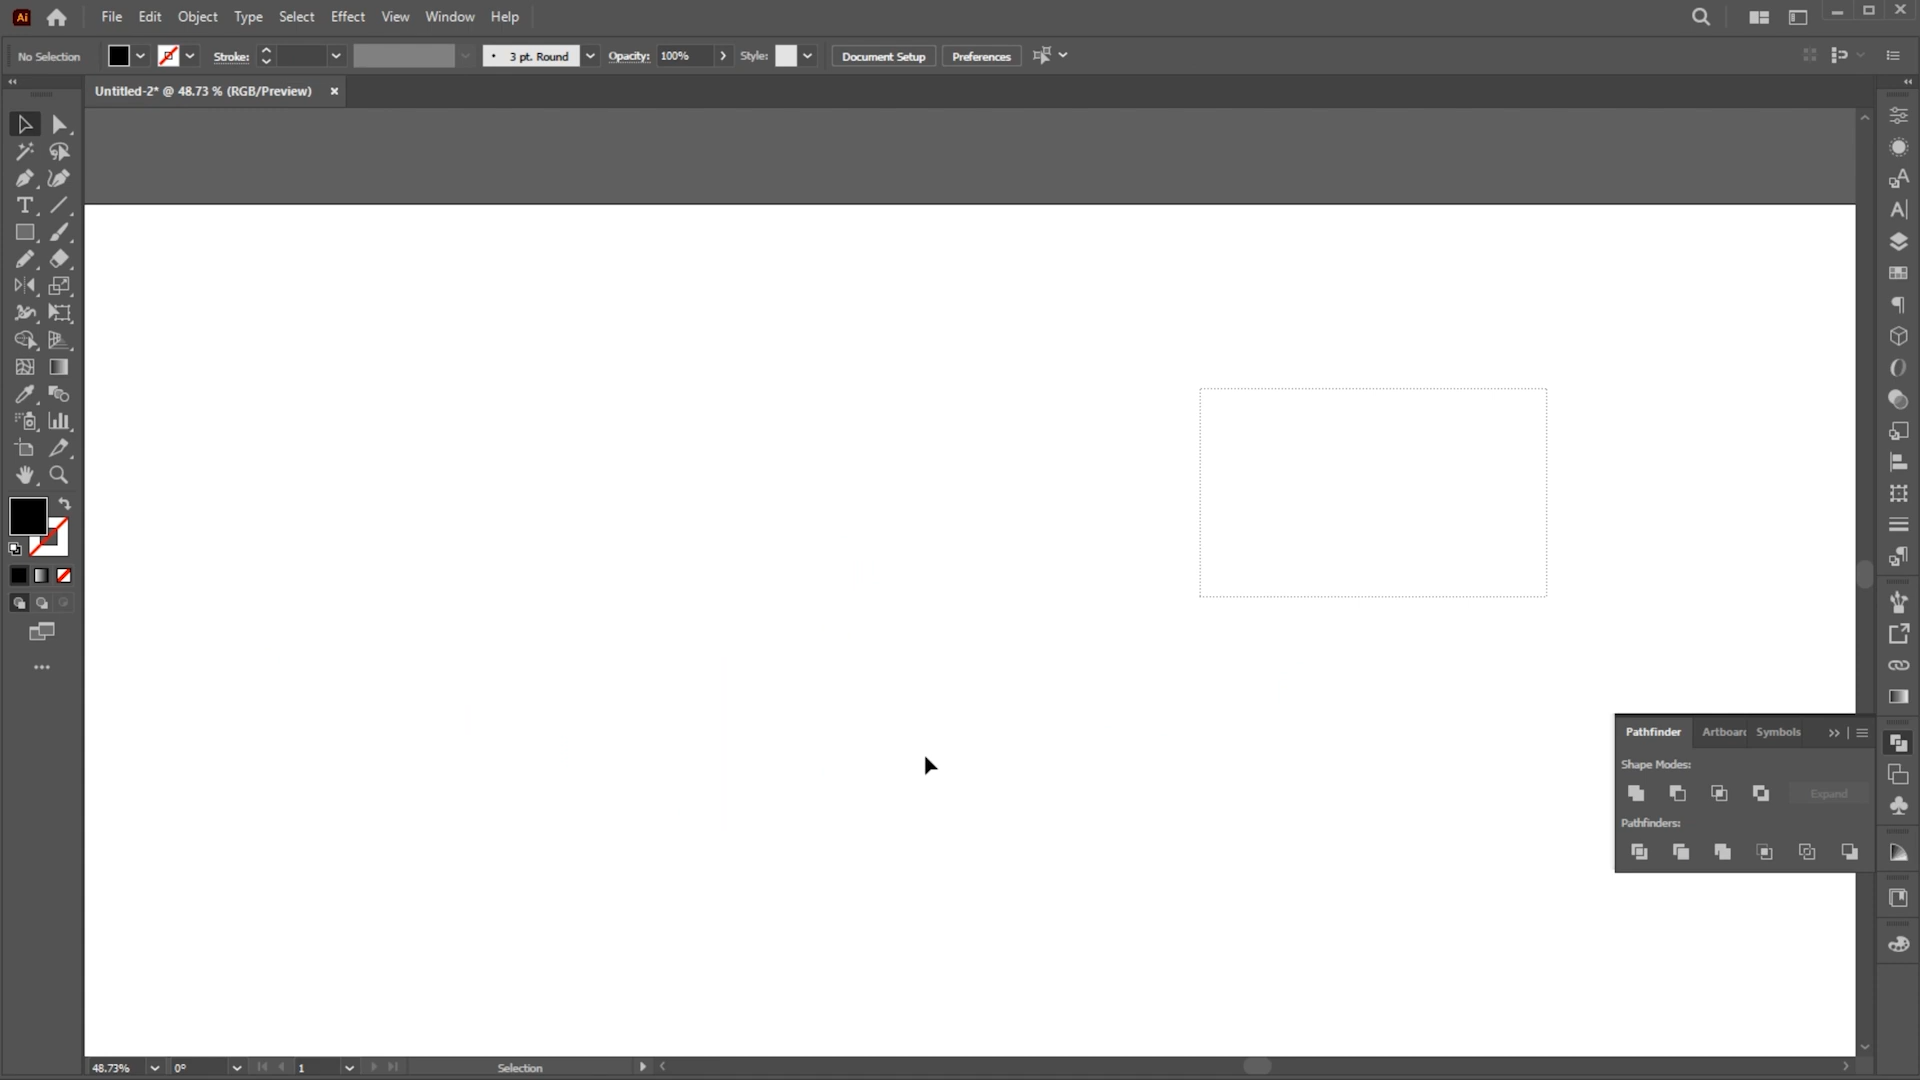 Ai File Edit Object Type Select Effect View Window Help
No Selection Stroke: 3 pt. Round Opacity: 100% Style: Document Setup Preferences
Untitled-2* @ 48.73 % (RGB/Preview)
Pathfinder Artboard Symbols
Shape Modes:
Expand
Pathfinders:
48.73% 0° 1 Selection